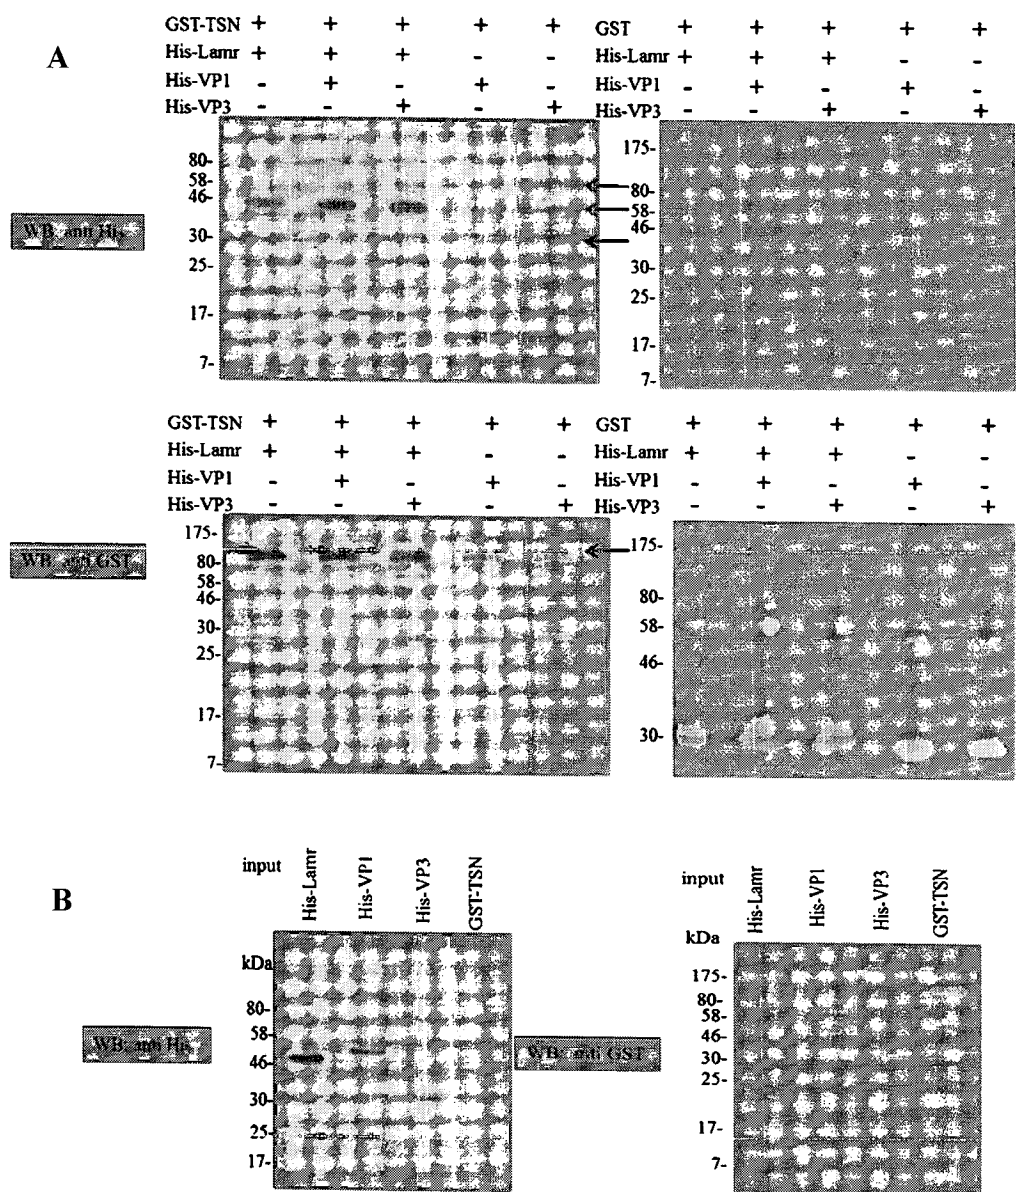 A
GST-TSN + + + + +
His-Lamr + + + - -
His-VP1 - + - + -
His-VP3 - - + - +
GST + + + + +
His-Lamr + + + - -
His-VP1 - + - + -
His-VP3 - - + - +
WB: anti His
80-
58-
46-
30-
25-
17-
7-
175-
80-
58-
46-
30-
25-
17-
7-
GST-TSN + + + + +
His-Lamr + + + - -
His-VP1 - + - + -
His-VP3 - - + - +
GST + + + + +
His-Lamr + + + - -
His-VP1 - + - + -
His-VP3 - - + - +
WB: anti GST
175-
80-
58-
46-
30-
25-
17-
7-
175-
80-
58-
46-
30-
B
input His-Lamr His-VP1 His-VP3 GST-TSN
kDa
WB: anti His
80-
58-
46-
30-
25-
17-
input His-Lamr His-VP1 His-VP3 GST-TSN
kDa
WB: anti GST
175-
80-
58-
46-
30-
25-
17-
7-